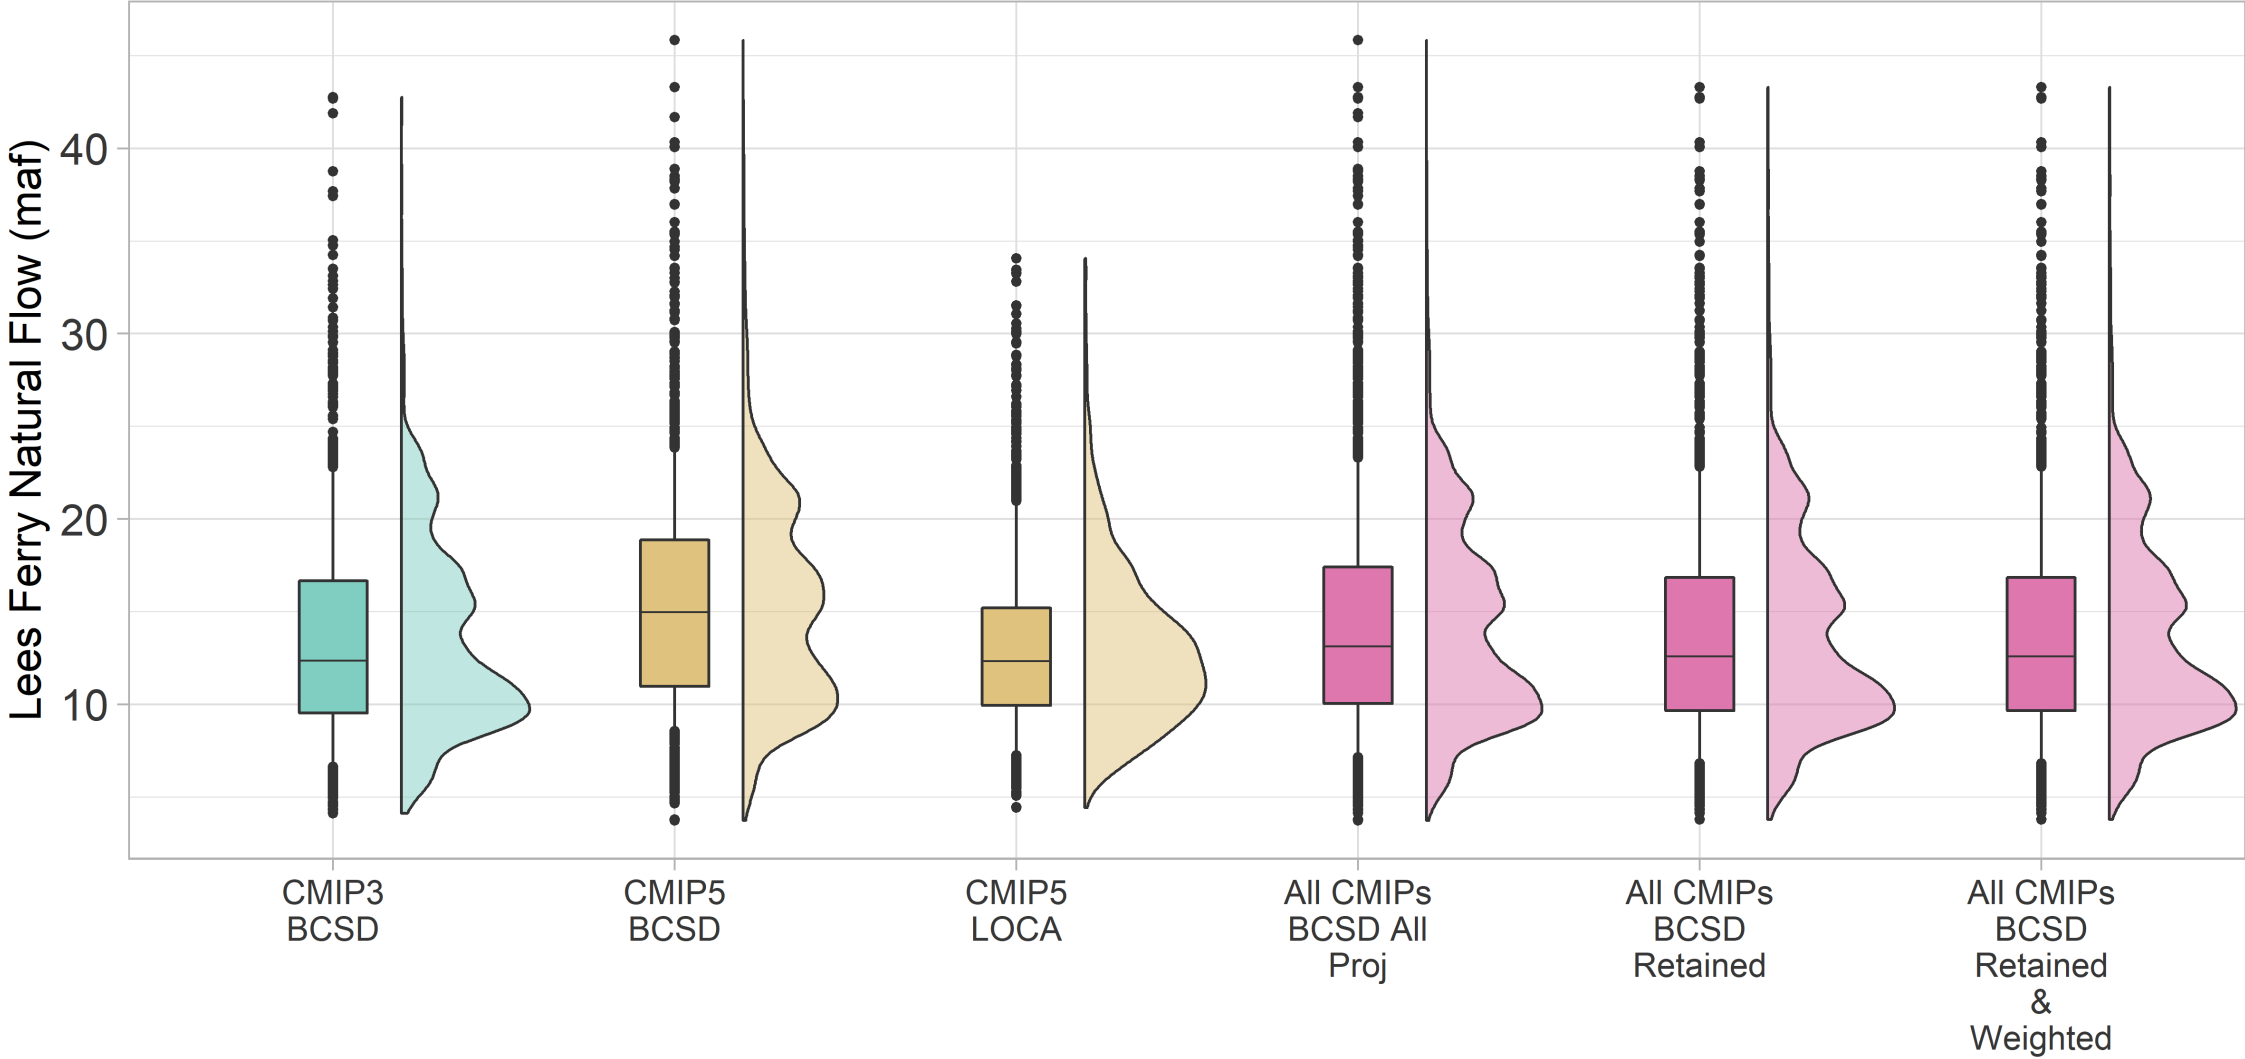 Lees Ferry Natural Flow (maf)
40
30
20
10
CMIP3
BCSD
CMIP5
BCSD
CMIP5
LOCA
All CMIPs
BCSD All
Proj
All CMIPs
BCSD
Retained
All CMIPs
BCSD
Retained
&
Weighted